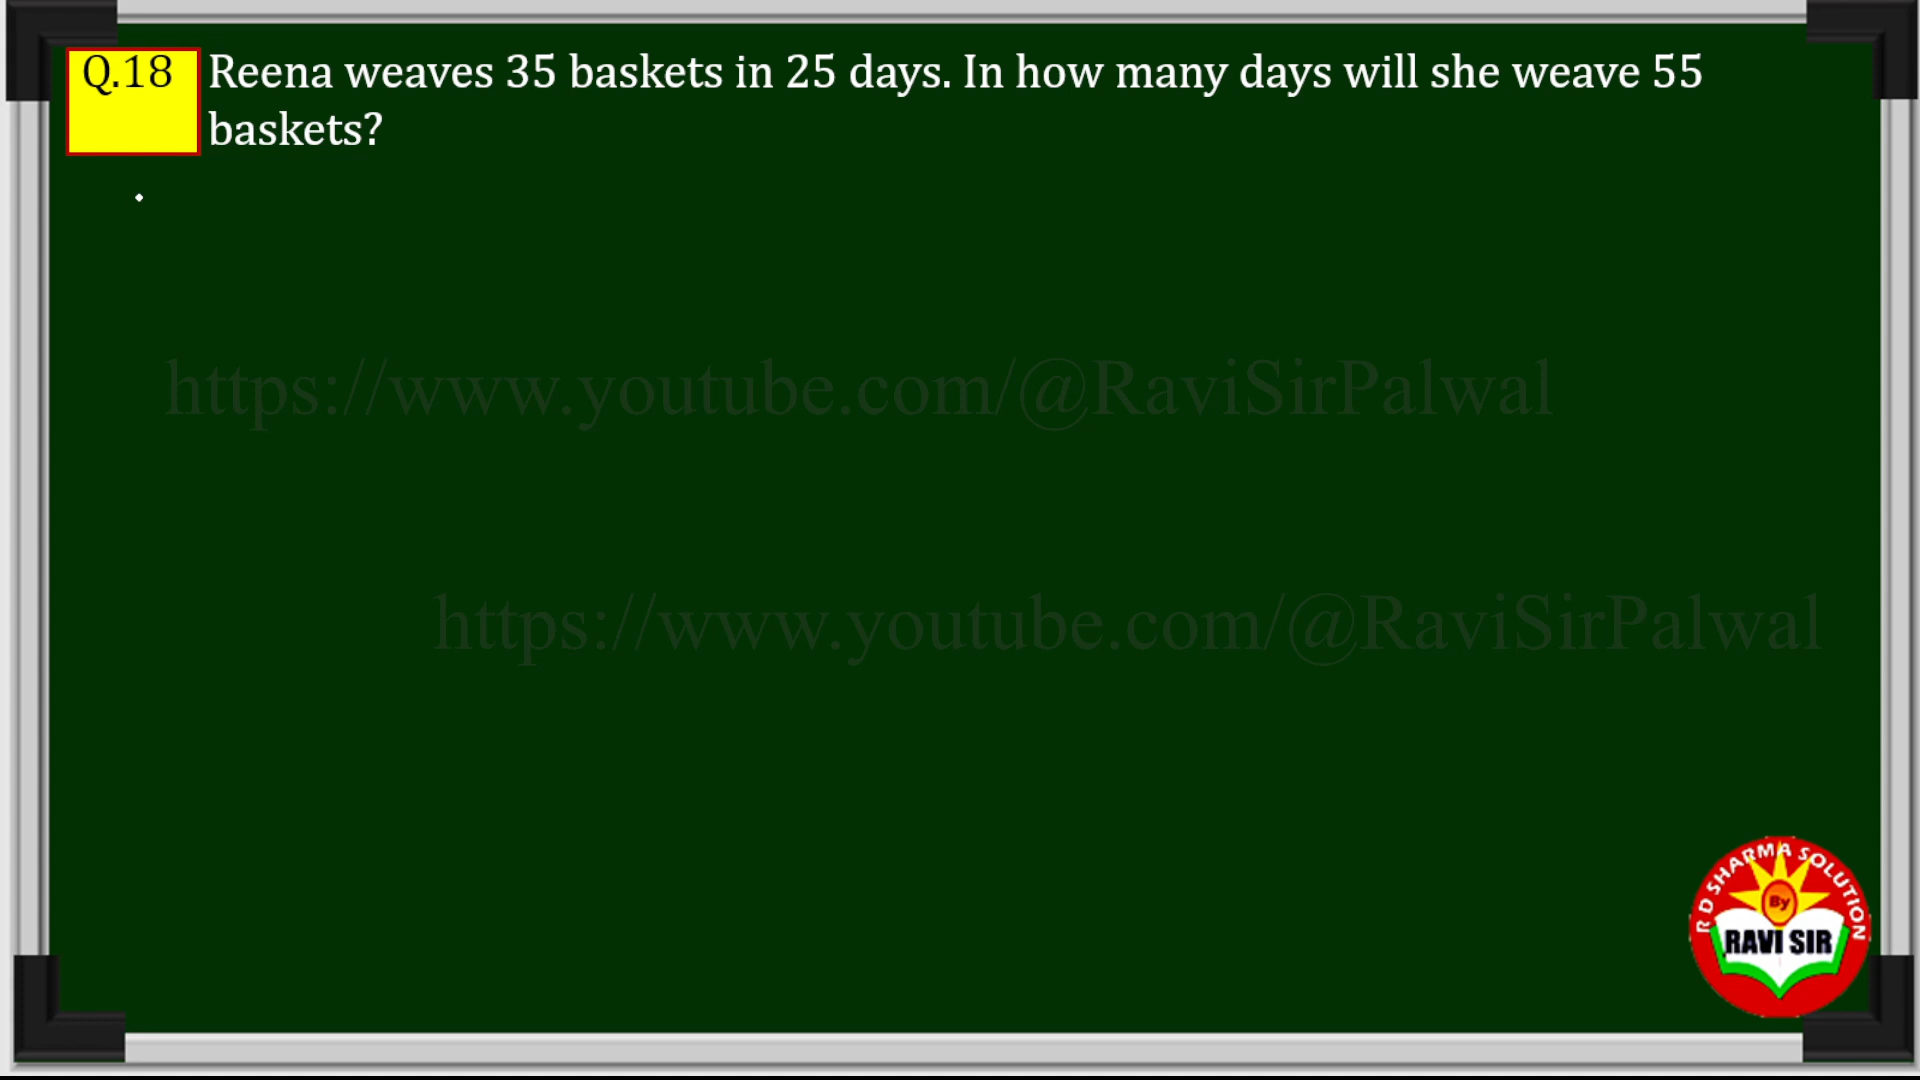 Q.18
Reena weaves 35 baskets in 25 days. In how many days will she weave 55
baskets?
https://www.youtube.com/@RaviSirPalwal
https://www.youtube.com/@RaviSirPalwal
R D SHARMA SOLUTION
By
RAVI SIR